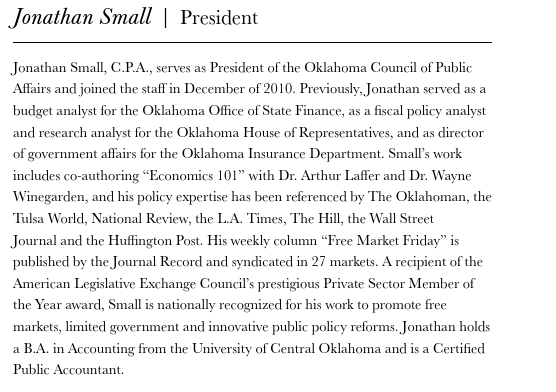 Jonathan Small | President
Jonathan Small, C.P.A., serves as President of the Oklahoma Council of Public
Affairs and joined the staff in December of 2010. Previously, Jonathan served as a
budget analyst for the Oklahoma Office of State Finance, as a fiscal policy analyst
and research analyst for the Oklahoma House of Representatives, and as director
of government affairs for the Oklahoma Insurance Department. Small’s work
includes co-authoring “Economics 101” with Dr. Arthur Laffer and Dr. Wayne
Winegarden, and his policy expertise has been referenced by The Oklahoman, the
Tulsa World, National Review, the L.A. Times, The Hill, the Wall Street
Journal and the Huffington Post. His weekly column “Free Market Friday” is
published by the Journal Record and syndicated in 27 markets. A recipient of the
American Legislative Exchange Council’s prestigious Private Sector Member of
the Year award, Small is nationally recognized for his work to promote free
markets, limited government and innovative public policy reforms. Jonathan holds
a B.A. in Accounting from the University of Central Oklahoma and is a Certified
Public Accountant.